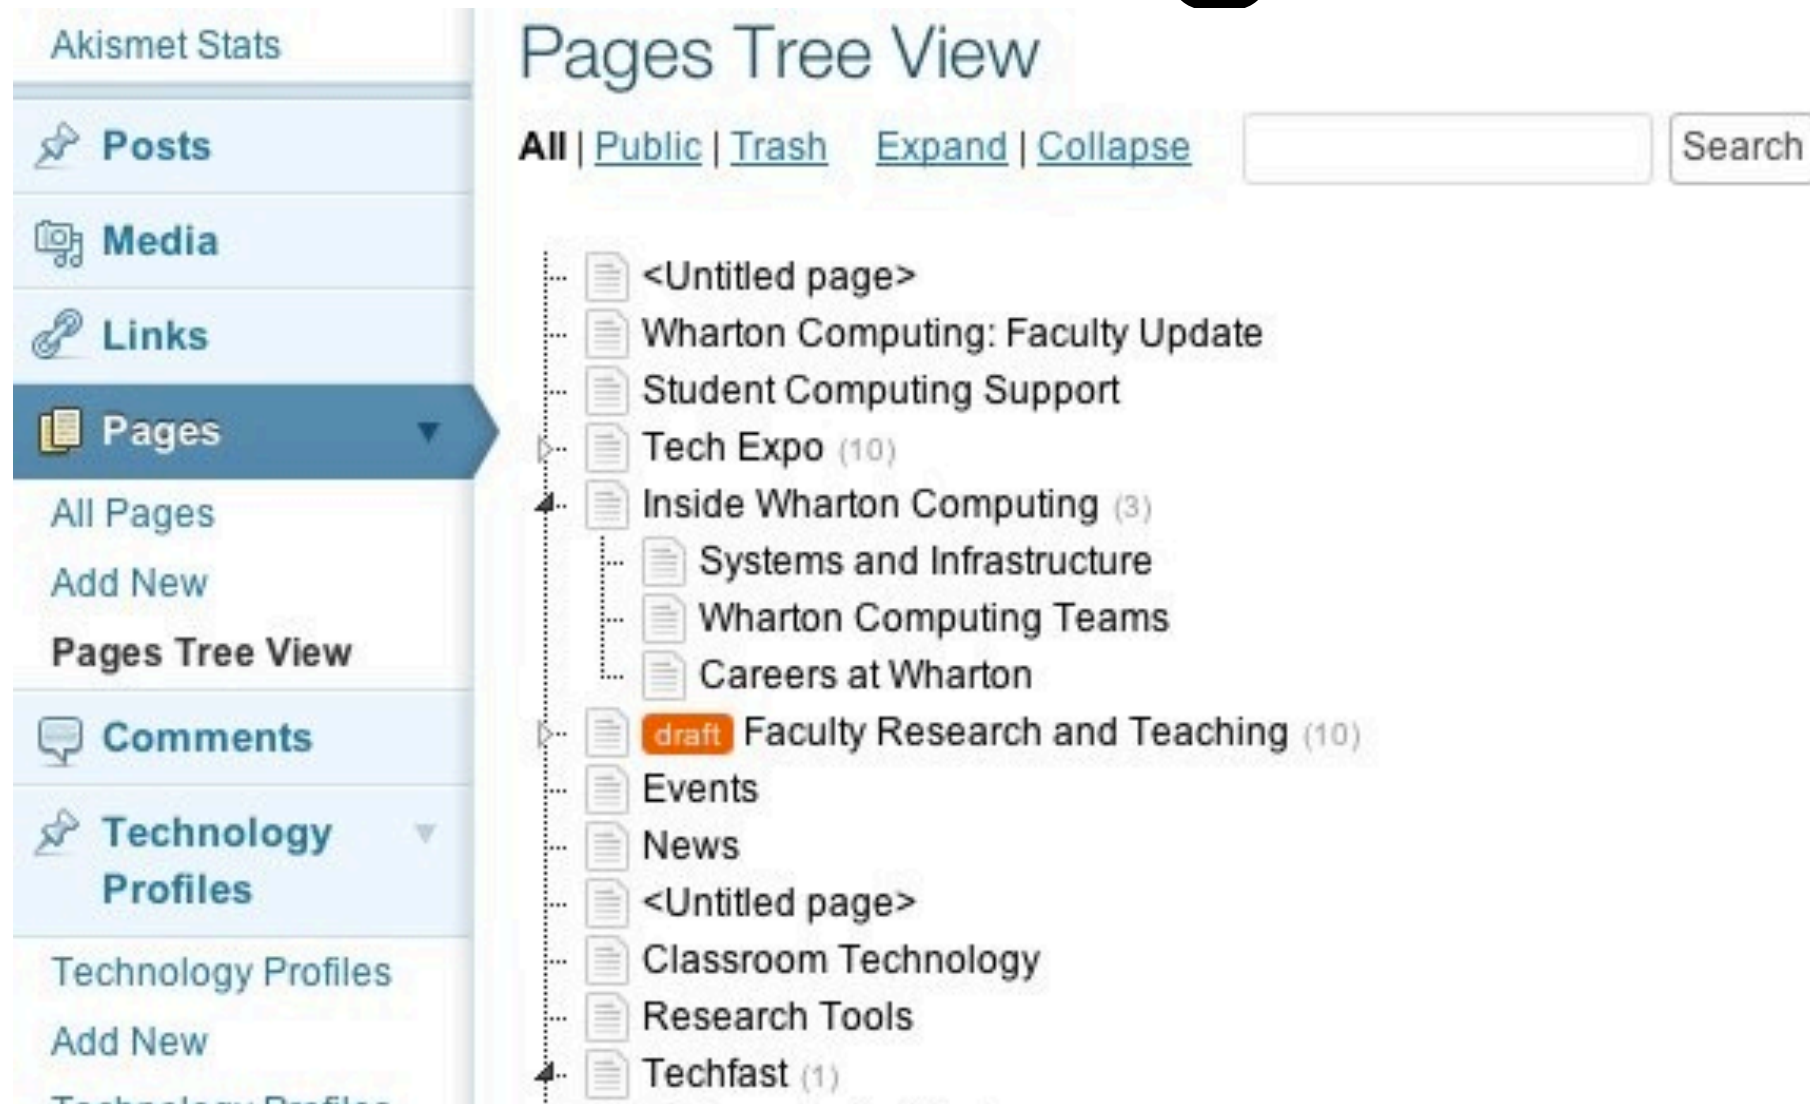 Akismet Stats
Posts
Media
Links
Pages
All Pages
Add New
Pages Tree View
Comments
Technology
Profiles
Technology Profiles
Add New
Pages Tree View
All | Public | Trash Expand | Collapse Search
<Untitled page>
Wharton Computing: Faculty Update
Student Computing Support
Tech Expo (10)
Inside Wharton Computing (3)
Systems and Infrastructure
Wharton Computing Teams
Careers at Wharton
draft Faculty Research and Teaching (10)
Events
News
<Untitled page>
Classroom Technology
Research Tools
Techfast (1)